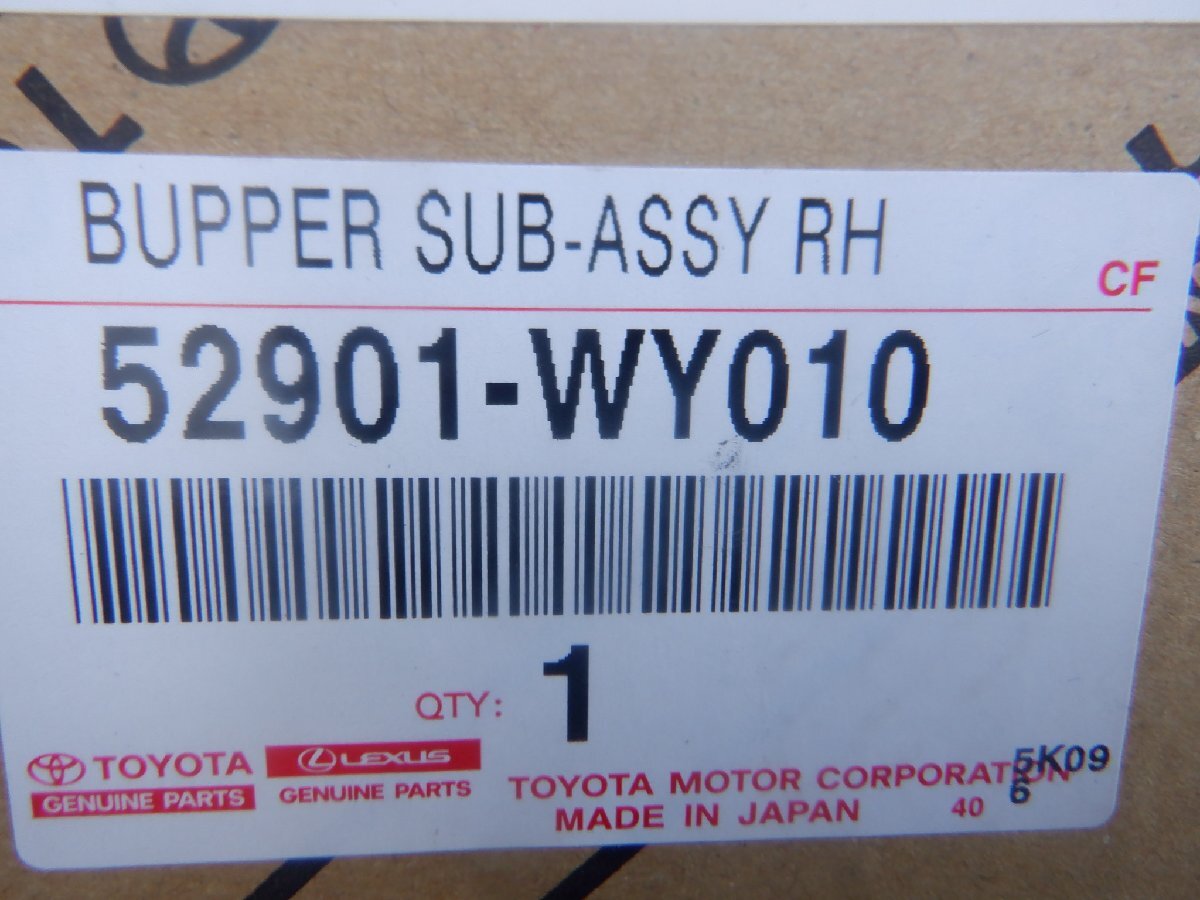 BUPPER SUB-ASSY RH
CF
52901-WY010
QTY: 1
TOYOTA
GENUINE PARTS
LEXUS
GENUINE PARTS
TOYOTA MOTOR CORPORATION
MADE IN JAPAN 40
5K09
6